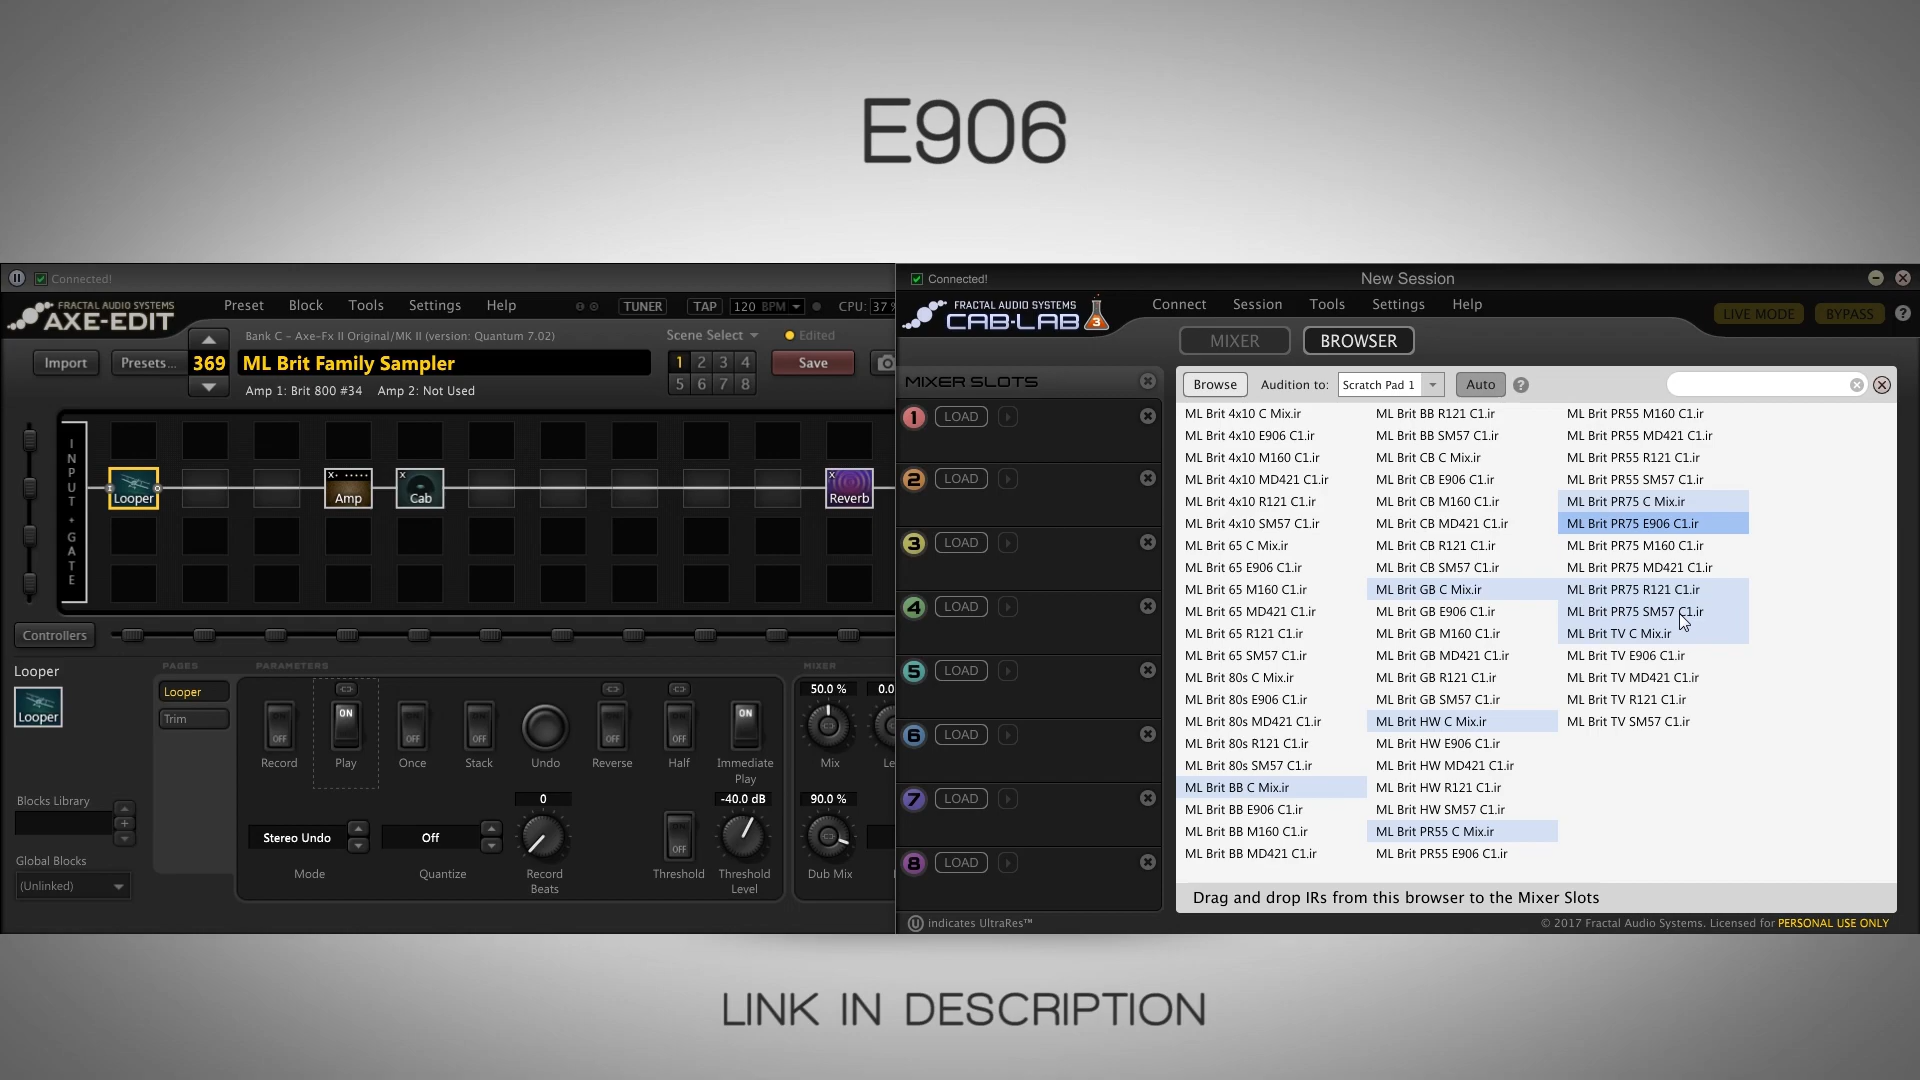 E906
Connected!
FRACTAL AUDIO SYSTEMS
AXE-EDIT
Preset Block Tools Settings Help
TUNER TAP 120 BPM CPU: 37 %
Import Presets...
Bank C – Axe-Fx II Original/MK II (version: Quantum 7.02)
369 ML Brit Family Sampler
Amp 1: Brit 800 #34 Amp 2: Not Used
Scene Select
Edited
1 2 3 4
5 6 7 8
Save
INPUT + GATE
Looper
Amp
Cab
Reverb
Controllers
Looper
Looper
Blocks Library
Global Blocks
(Unlinked)
PAGES
Looper
Trim
PARAMETERS
ON ON ON ON ON ON ON
OFF OFF OFF OFF OFF OFF OFF
Record Play Once Stack Undo Reverse Half Immediate Play
Stereo Undo
Mode
Off
Quantize
0
Record Beats
ON
OFF
Threshold
-40.0 dB
Threshold Level
MIXER
50.0 % 0.0
Mix Le
90.0 %
Dub Mix
Connected!
New Session
FRACTAL AUDIO SYSTEMS
CAB-LAB 3
Connect Session Tools Settings Help
LIVE MODE BYPASS ?
MIXER BROWSER
MIXER SLOTS
1 LOAD
2 LOAD
3 LOAD
4 LOAD
5 LOAD
6 LOAD
7 LOAD
8 LOAD
U indicates UltraRes™
Browse Audition to: Scratch Pad 1 Auto ?
ML Brit 4x10 C Mix.ir
ML Brit 4x10 E906 C1.ir
ML Brit 4x10 M160 C1.ir
ML Brit 4x10 MD421 C1.ir
ML Brit 4x10 R121 C1.ir
ML Brit 4x10 SM57 C1.ir
ML Brit 65 C Mix.ir
ML Brit 65 E906 C1.ir
ML Brit 65 M160 C1.ir
ML Brit 65 MD421 C1.ir
ML Brit 65 R121 C1.ir
ML Brit 65 SM57 C1.ir
ML Brit 80s C Mix.ir
ML Brit 80s E906 C1.ir
ML Brit 80s MD421 C1.ir
ML Brit 80s R121 C1.ir
ML Brit 80s SM57 C1.ir
ML Brit BB C Mix.ir
ML Brit BB E906 C1.ir
ML Brit BB M160 C1.ir
ML Brit BB MD421 C1.ir
ML Brit BB R121 C1.ir
ML Brit BB SM57 C1.ir
ML Brit CB C Mix.ir
ML Brit CB E906 C1.ir
ML Brit CB M160 C1.ir
ML Brit CB MD421 C1.ir
ML Brit CB R121 C1.ir
ML Brit CB SM57 C1.ir
ML Brit GB C Mix.ir
ML Brit GB E906 C1.ir
ML Brit GB M160 C1.ir
ML Brit GB MD421 C1.ir
ML Brit GB R121 C1.ir
ML Brit GB SM57 C1.ir
ML Brit HW C Mix.ir
ML Brit HW E906 C1.ir
ML Brit HW MD421 C1.ir
ML Brit HW R121 C1.ir
ML Brit HW SM57 C1.ir
ML Brit PR55 C Mix.ir
ML Brit PR55 E906 C1.ir
ML Brit PR55 M160 C1.ir
ML Brit PR55 MD421 C1.ir
ML Brit PR55 R121 C1.ir
ML Brit PR55 SM57 C1.ir
ML Brit PR75 C Mix.ir
ML Brit PR75 E906 C1.ir
ML Brit PR75 M160 C1.ir
ML Brit PR75 MD421 C1.ir
ML Brit PR75 R121 C1.ir
ML Brit PR75 SM57 C1.ir
ML Brit TV C Mix.ir
ML Brit TV E906 C1.ir
ML Brit TV MD421 C1.ir
ML Brit TV R121 C1.ir
ML Brit TV SM57 C1.ir
Drag and drop IRs from this browser to the Mixer Slots
© 2017 Fractal Audio Systems. Licensed for PERSONAL USE ONLY
LINK IN DESCRIPTION